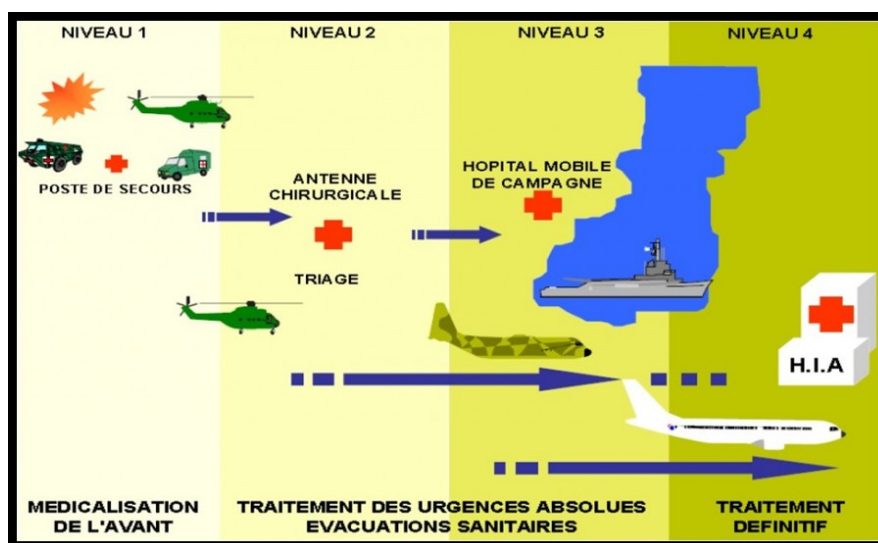 NIVEAU 1
NIVEAU 2
NIVEAU 3
NIVEAU 4
POSTE DE SECOURS
ANTENNE
CHIRURGICALE
TRIAGE
HOPITAL MOBILE
DE CAMPAGNE
H.I.A
MEDICALISATION
DE L'AVANT
TRAITEMENT DES URGENCES ABSOLUES
EVACUATIONS SANITAIRES
TRAITEMENT
DEFINITIF